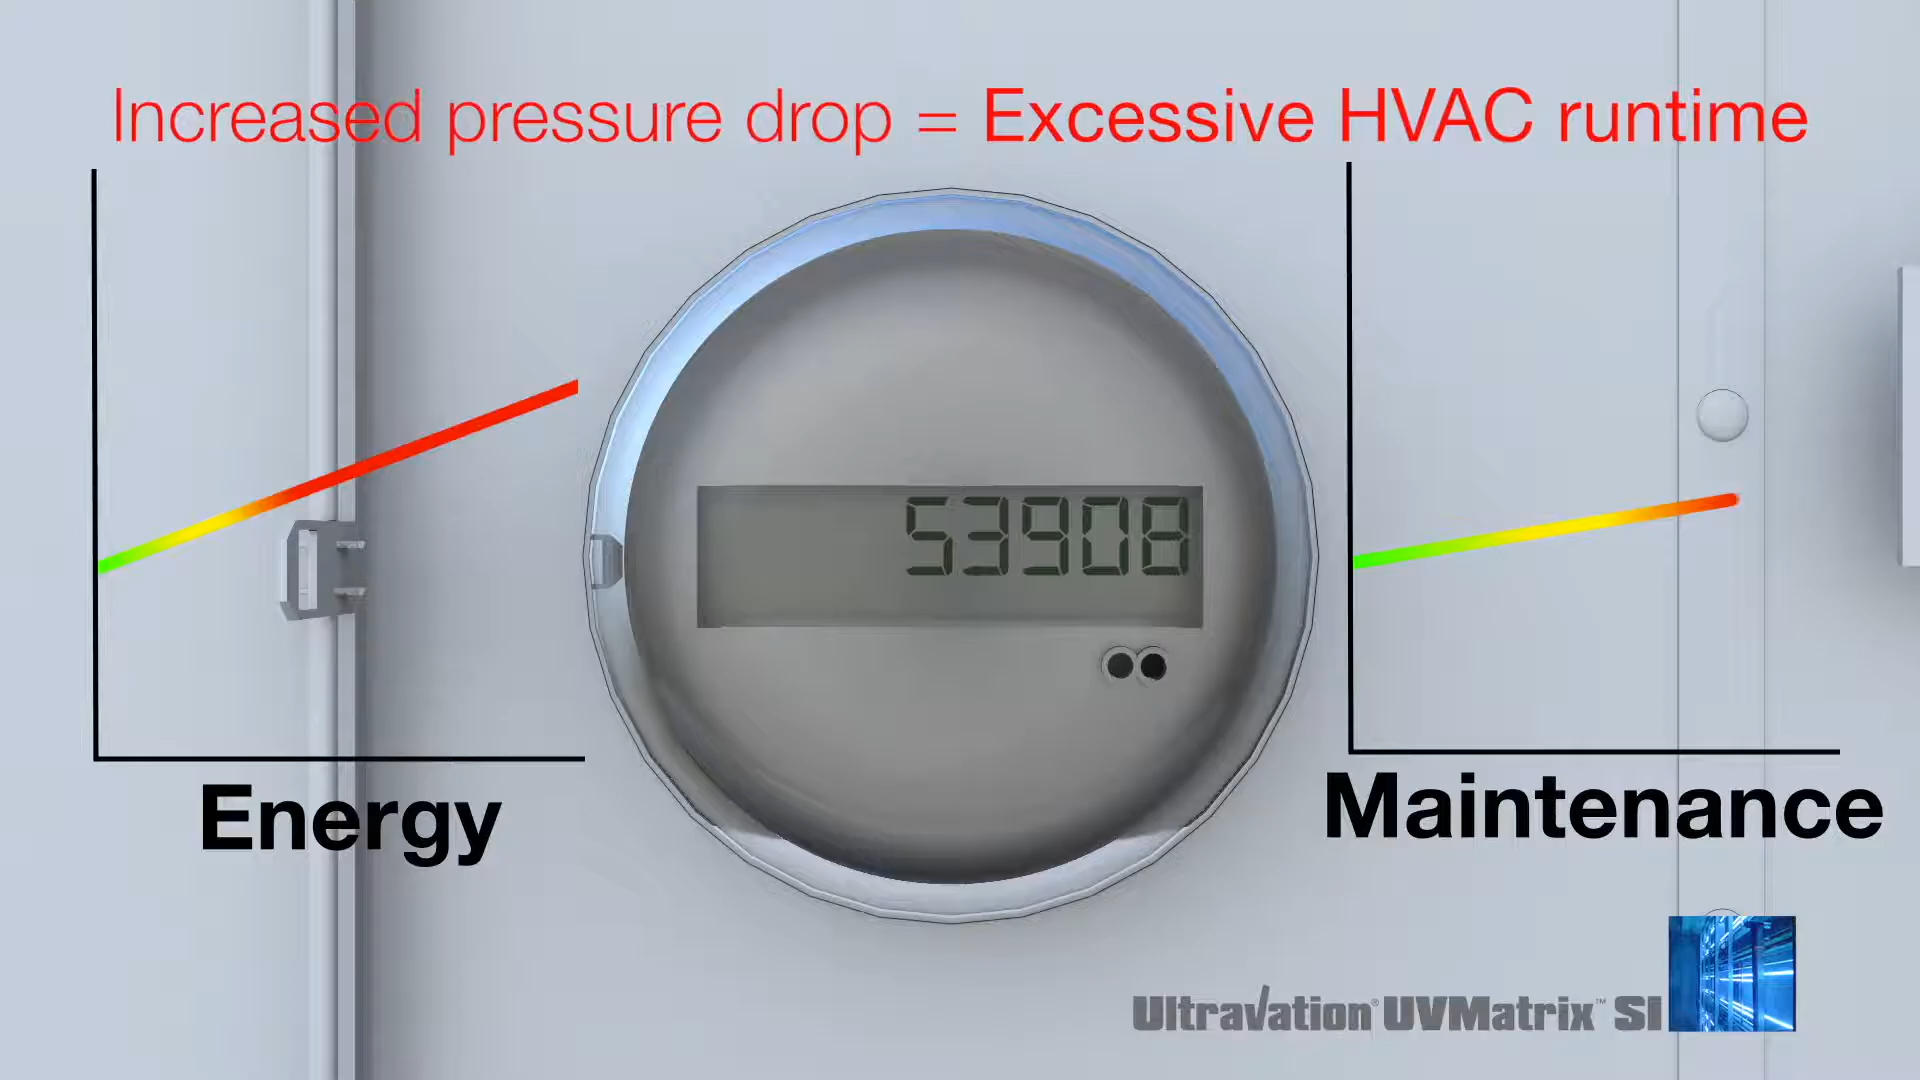 Increased pressure drop = Excessive HVAC runtime
53908
Energy
Maintenance
Ultravation® UVMatrix™ SI